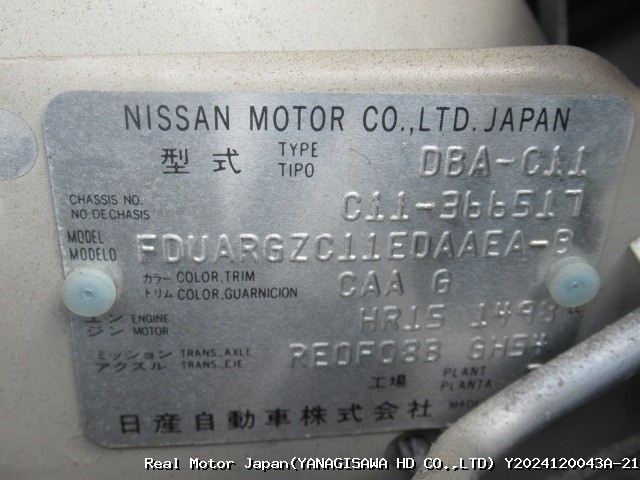 NISSAN MOTOR CO.,LTD. JAPAN
型式 TYPE TIPO DBA-C11
CHASSIS NO. NO DE CHASIS C11-366517
MODEL MODELO FDUARGZC11EDAAEA-B
カラー COLOR,TRIM トリム COLOR,GUARNICION CAA G
エンジン ENGINE MOTOR HR15 1498 cc
ミッション TRANS.,AXLE アクスル TRANS.,EJE RE0F08B GH54
工場 PLANT PLANTA
日産自動車株式会社 MADE
Real Motor Japan(YANAGISAWA HD CO.,LTD) Y2024120043A-21